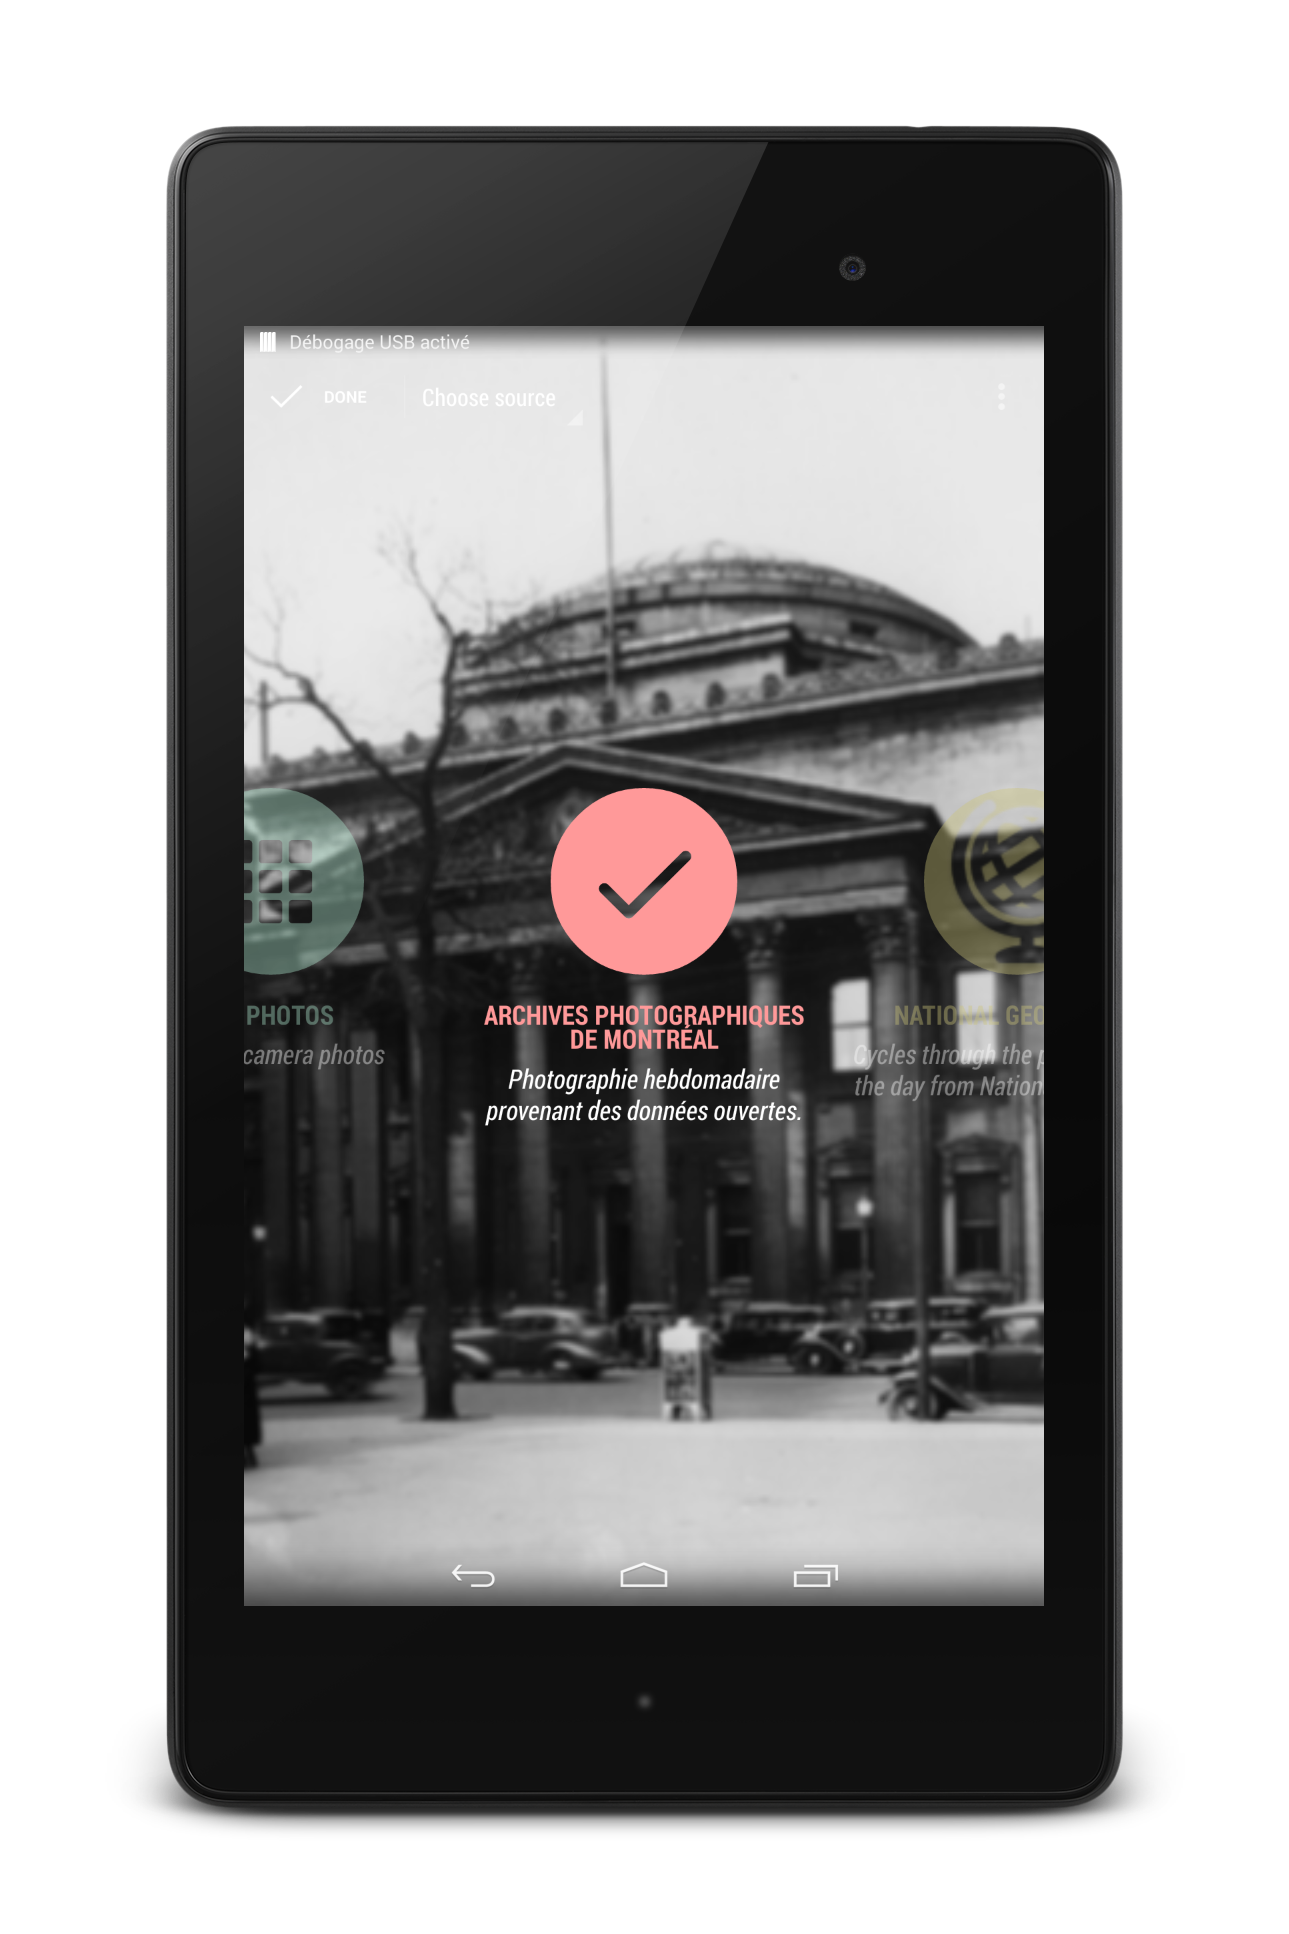 Débogage USB activé
DONE
Choose source
PHOTOS
camera photos
ARCHIVES PHOTOGRAPHIQUES
DE MONTRÉAL
Photographie hebdomadaire
provenant des données ouvertes.
NATIONAL GEO
Cycles through the p
the day from Nation